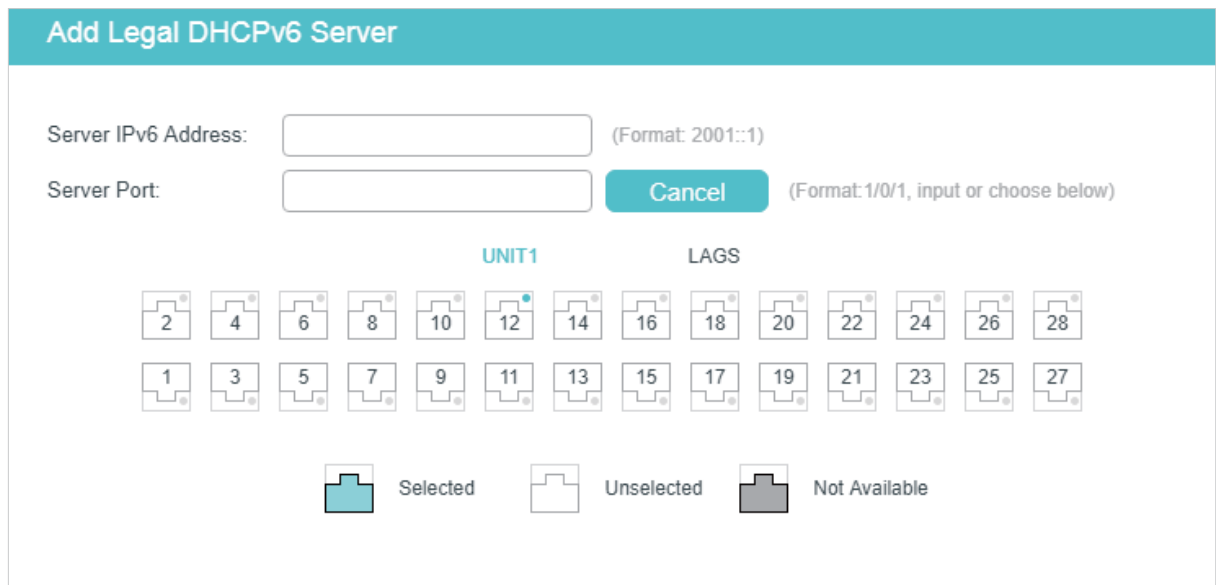 Add Legal DHCPv6 Server
Server IPv6 Address: (Format: 2001::1)
Server Port: Cancel (Format:1/0/1, input or choose below)
UNIT1 LAGS
2 4 6 8 10 12 14 16 18 20 22 24 26 28
1 3 5 7 9 11 13 15 17 19 21 23 25 27
Selected Unselected Not Available